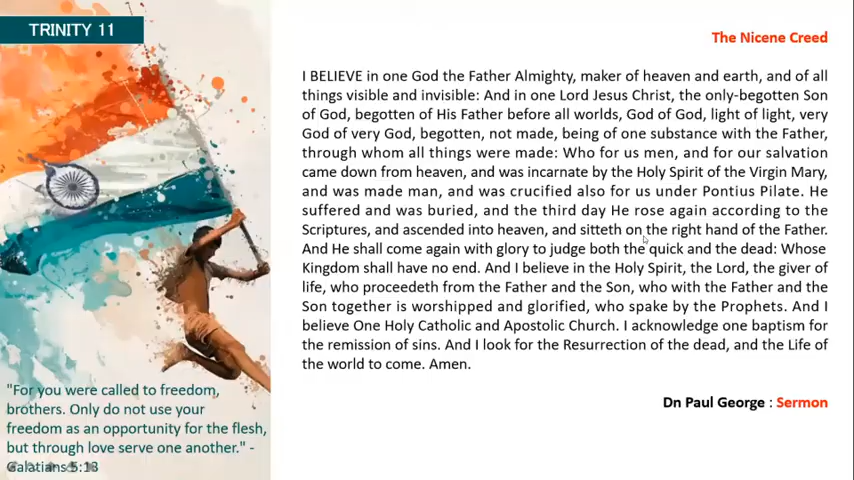 TRINITY 11
The Nicene Creed
I BELIEVE in one God the Father Almighty, maker of heaven and earth, and of all
things visible and invisible: And in one Lord Jesus Christ, the only-begotten Son
of God, begotten of His Father before all worlds, God of God, light of light, very
God of very God, begotten, not made, being of one substance with the Father,
through whom all things were made: Who for us men, and for our salvation
came down from heaven, and was incarnate by the Holy Spirit of the Virgin Mary,
and was made man, and was crucified also for us under Pontius Pilate. He
suffered and was buried, and the third day He rose again according to the
Scriptures, and ascended into heaven, and sitteth on the right hand of the Father.
And He shall come again with glory to judge both the quick and the dead: Whose
Kingdom shall have no end. And I believe in the Holy Spirit, the Lord, the giver of
life, who proceedeth from the Father and the Son, who with the Father and the
Son together is worshipped and glorified, who spake by the Prophets. And I
believe One Holy Catholic and Apostolic Church. I acknowledge one baptism for
the remission of sins. And I look for the Resurrection of the dead, and the Life of
the world to come. Amen.
Dn Paul George : Sermon
"For you were called to freedom,
brothers. Only do not use your
freedom as an opportunity for the flesh,
but through love serve one another." -
Galatians 5:13